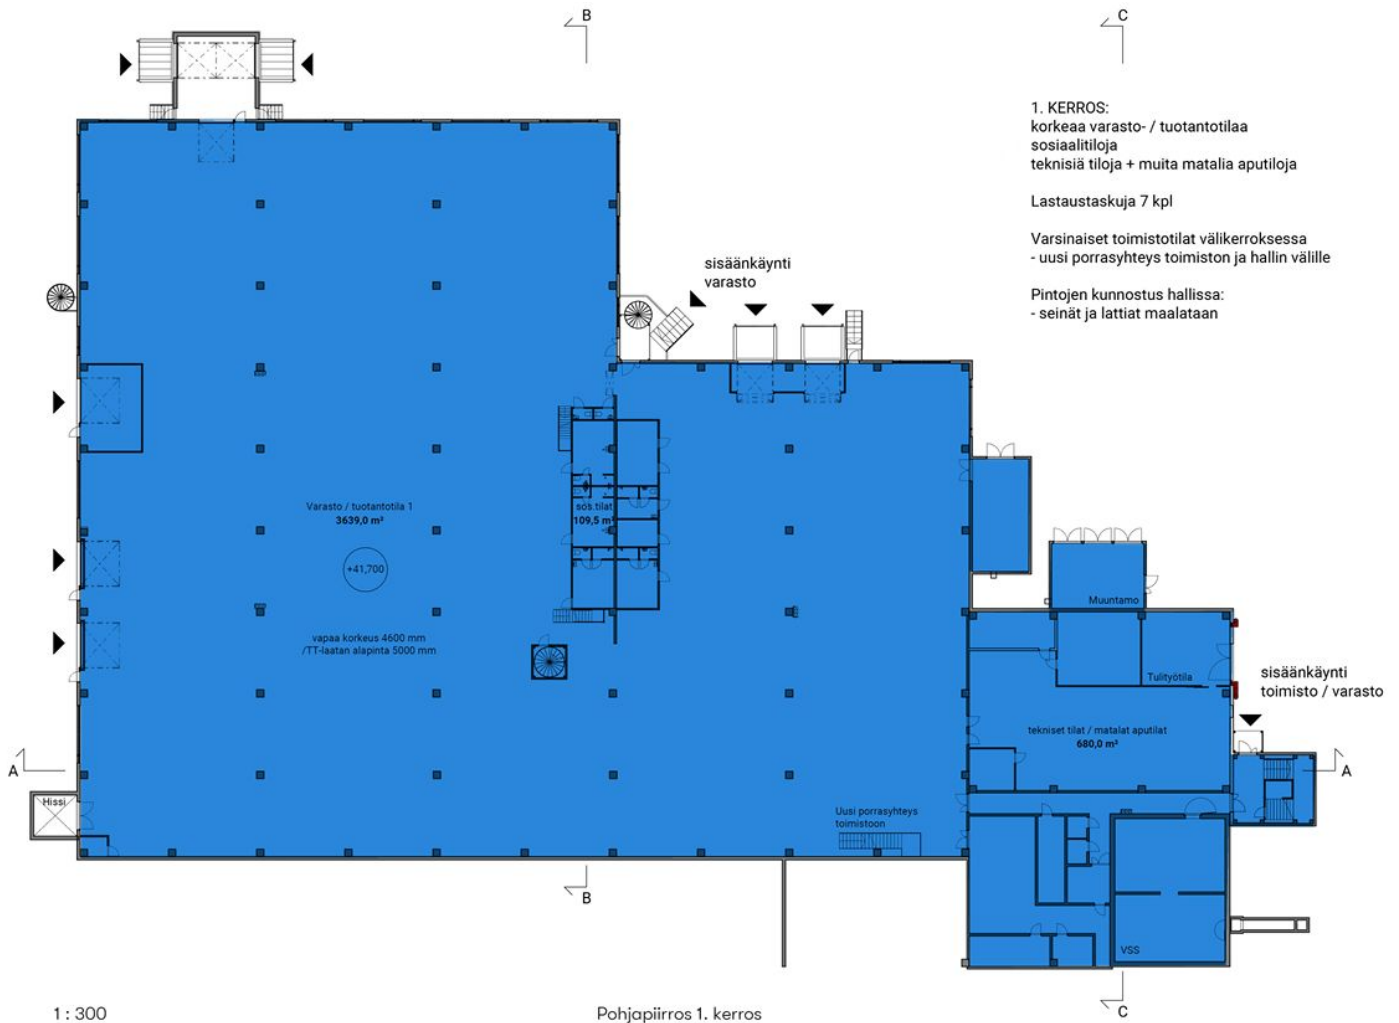 B
C
1. KERROS:
korkeaa varasto- / tuotantotilaa
sosiaalitiloja
teknisiä tiloja + muita matalia aputiloja
Lastaustaskuja 7 kpl
Varsinaiset toimistotilat välikerroksessa
- uusi porrasyhteys toimiston ja hallin välille
Pintojen kunnostus hallissa:
- seinät ja lattiat maalataan
sisäänkäynti
varasto
Varasto / tuotantotila 1
3639,0 m²
sos.tilat
109,5 m²
+41,700
vapaa korkeus 4600 mm
/TT-laatan alapinta 5000 mm
Muuntamo
Tulityötila
sisäänkäynti
toimisto / varasto
tekniset tilat / matalat aputilat
680,0 m²
A
A
Hissi
Uusi porrasyhteys
toimistoon
B
VSS
C
1 : 300
Pohjapiirros 1. kerros